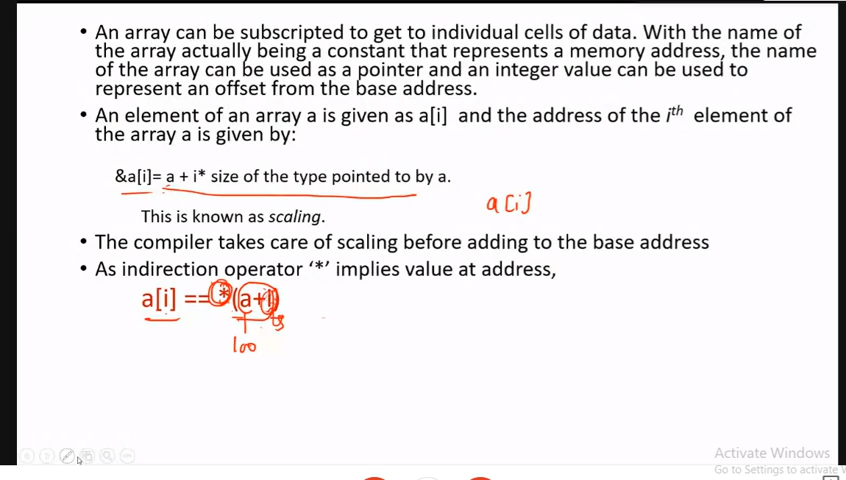 • An array can be subscripted to get to individual cells of data. With the name of
the array actually being a constant that represents a memory address, the name
of the array can be used as a pointer and an integer value can be used to
represent an offset from the base address.
• An element of an array a is given as a[i] and the address of the ith element of
the array a is given by:
&a[i]= a + i* size of the type pointed to by a.
a[i]
This is known as scaling.
• The compiler takes care of scaling before adding to the base address
• As indirection operator ‘*’ implies value at address,
a[i] == *(a+i)
100
Activate Windows
Go to Settings to activate